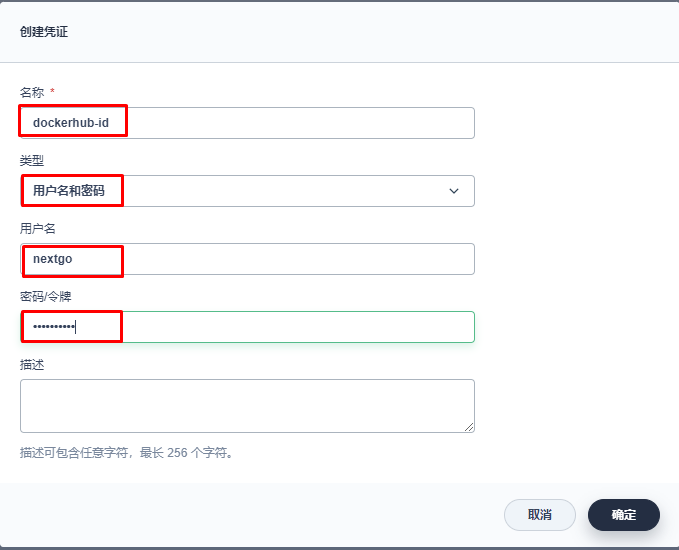 创建凭证
名称 *
dockerhub-id
类型
用户名和密码
用户名
nextgo
密码/令牌
••••••••••
描述
描述可包含任意字符，最长 256 个字符。
取消
确定